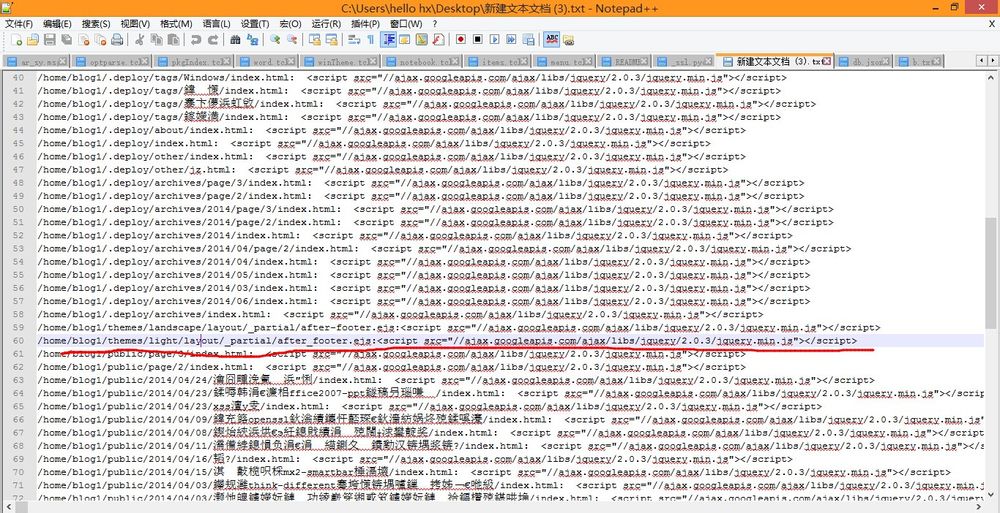 C:\Users\hello hx\Desktop\新建文本文档 (3).txt - Notepad++
文件(F) 编辑(E) 搜索(S) 视图(V) 格式(M) 语言(L) 设置(T) 宏(O) 运行(R) 插件(P) 窗口(W) ? X
ar_xy.msg optparse.tcl pkgIndex.tcl word.tcl winTheme.tcl notebook.tcl items.tcl menu.tcl README _ssl.py 新建文本文档 (3).txt db.json b.txt
40 /home/blog1/.deploy/tags/Windows/index.html: <script src="//ajax.googleapis.com/ajax/libs/jquery/2.0.3/jquery.min.js"></script>
41 /home/blog1/.deploy/tags/ /index.html: <script src="//ajax.googleapis.com/ajax/libs/jquery/2.0.3/jquery.min.js"></script>
42 /home/blog1/.deploy/tags/ /index.html: <script src="//ajax.googleapis.com/ajax/libs/jquery/2.0.3/jquery.min.js"></script>
43 /home/blog1/.deploy/tags/ /index.html: <script src="//ajax.googleapis.com/ajax/libs/jquery/2.0.3/jquery.min.js"></script>
44 /home/blog1/.deploy/about/index.html: <script src="//ajax.googleapis.com/ajax/libs/jquery/2.0.3/jquery.min.js"></script>
45 /home/blog1/.deploy/index.html: <script src="//ajax.googleapis.com/ajax/libs/jquery/2.0.3/jquery.min.js"></script>
46 /home/blog1/.deploy/other/index.html: <script src="//ajax.googleapis.com/ajax/libs/jquery/2.0.3/jquery.min.js"></script>
47 /home/blog1/.deploy/other/jz.html: <script src="//ajax.googleapis.com/ajax/libs/jquery/2.0.3/jquery.min.js"></script>
48 /home/blog1/.deploy/archives/page/3/index.html: <script src="//ajax.googleapis.com/ajax/libs/jquery/2.0.3/jquery.min.js"></script>
49 /home/blog1/.deploy/archives/page/2/index.html: <script src="//ajax.googleapis.com/ajax/libs/jquery/2.0.3/jquery.min.js"></script>
50 /home/blog1/.deploy/archives/2014/page/3/index.html: <script src="//ajax.googleapis.com/ajax/libs/jquery/2.0.3/jquery.min.js"></script>
51 /home/blog1/.deploy/archives/2014/page/2/index.html: <script src="//ajax.googleapis.com/ajax/libs/jquery/2.0.3/jquery.min.js"></script>
52 /home/blog1/.deploy/archives/2014/index.html: <script src="//ajax.googleapis.com/ajax/libs/jquery/2.0.3/jquery.min.js"></script>
53 /home/blog1/.deploy/archives/2014/04/page/2/index.html: <script src="//ajax.googleapis.com/ajax/libs/jquery/2.0.3/jquery.min.js"></script>
54 /home/blog1/.deploy/archives/2014/04/index.html: <script src="//ajax.googleapis.com/ajax/libs/jquery/2.0.3/jquery.min.js"></script>
55 /home/blog1/.deploy/archives/2014/05/index.html: <script src="//ajax.googleapis.com/ajax/libs/jquery/2.0.3/jquery.min.js"></script>
56 /home/blog1/.deploy/archives/2014/03/index.html: <script src="//ajax.googleapis.com/ajax/libs/jquery/2.0.3/jquery.min.js"></script>
57 /home/blog1/.deploy/archives/2014/06/index.html: <script src="//ajax.googleapis.com/ajax/libs/jquery/2.0.3/jquery.min.js"></script>
58 /home/blog1/.deploy/archives/index.html: <script src="//ajax.googleapis.com/ajax/libs/jquery/2.0.3/jquery.min.js"></script>
59 /home/blog1/themes/landscape/layout/_partial/after-footer.ejs:<script src="//ajax.googleapis.com/ajax/libs/jquery/2.0.3/jquery.min.js"></script>
60 /home/blog1/themes/light/layout/_partial/after_footer.ejs:<script src="//ajax.googleapis.com/ajax/libs/jquery/2.0.3/jquery.min.js"></script>
61 /home/blog1/public/page/3/index.html: <script src="//ajax.googleapis.com/ajax/libs/jquery/2.0.3/jquery.min.js"></script>
62 /home/blog1/public/page/2/index.html: <script src="//ajax.googleapis.com/ajax/libs/jquery/2.0.3/jquery.min.js"></script>
63 /home/blog1/public/2014/04/24/ /index.html: <script src="//ajax.googleapis.com/ajax/libs/jquery/2.0.3/jquery.min.js"></script>
64 /home/blog1/public/2014/04/24/ ffice2007-ppt /index.html: <script src="//ajax.googleapis.com/ajax/libs/jquery/2.0.3/jquery.min.js"></script>
65 /home/blog1/public/2014/04/04/xss /index.html: <script src="//ajax.googleapis.com/ajax/libs/jquery/2.0.3/jquery.min.js"></script>
66 /home/blog1/public/2014/04/09/ openssl /index.html: <script src="//ajax.googleapis.com/ajax/libs/jquery/2.0.3/jquery.min.js"></script>
67 /home/blog1/public/2014/04/09/ /index.html: <script src="//ajax.googleapis.com/ajax/libs/jquery/2.0.3/jquery.min.js"></script>
68 /home/blog1/public/2014/04/11/ /index.html: <script src="//ajax.googleapis.com/ajax/libs/jquery/2.0
69 /home/blog1/public/2014/04/16/ ?/index.html: <script src="//ajax.googleapis.com/ajax/libs/jquery/2.0.3/jquery.min.js"></script>
70 /home/blog1/public/2014/04/15/ mx2-smartbar /index.html: <script src="//ajax.googleapis.com/ajax/libs/jquery/2.0.3/jquery.min.js"></script>
71 /home/blog1/public/2014/04/03/ think-different /index.html: <script src="//ajax.googleapis.com/ajax/libs/jquery/2.0.3/jquery.min.js
72 /home/blog1/public/2014/04/03/ /index.html: <script src="//ajax.goo